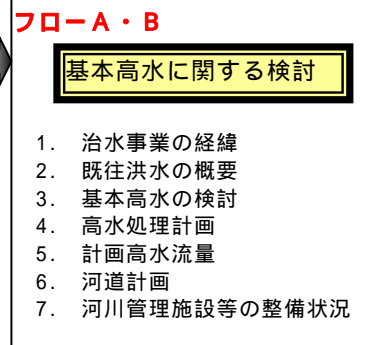 フローA・B
基本高水に関する検討
1. 治水事業の経緯
2. 既往洪水の概要
3. 基本高水の検討
4. 高水処理計画
5. 計画高水流量
6. 河道計画
7. 河川管理施設等の整備状況